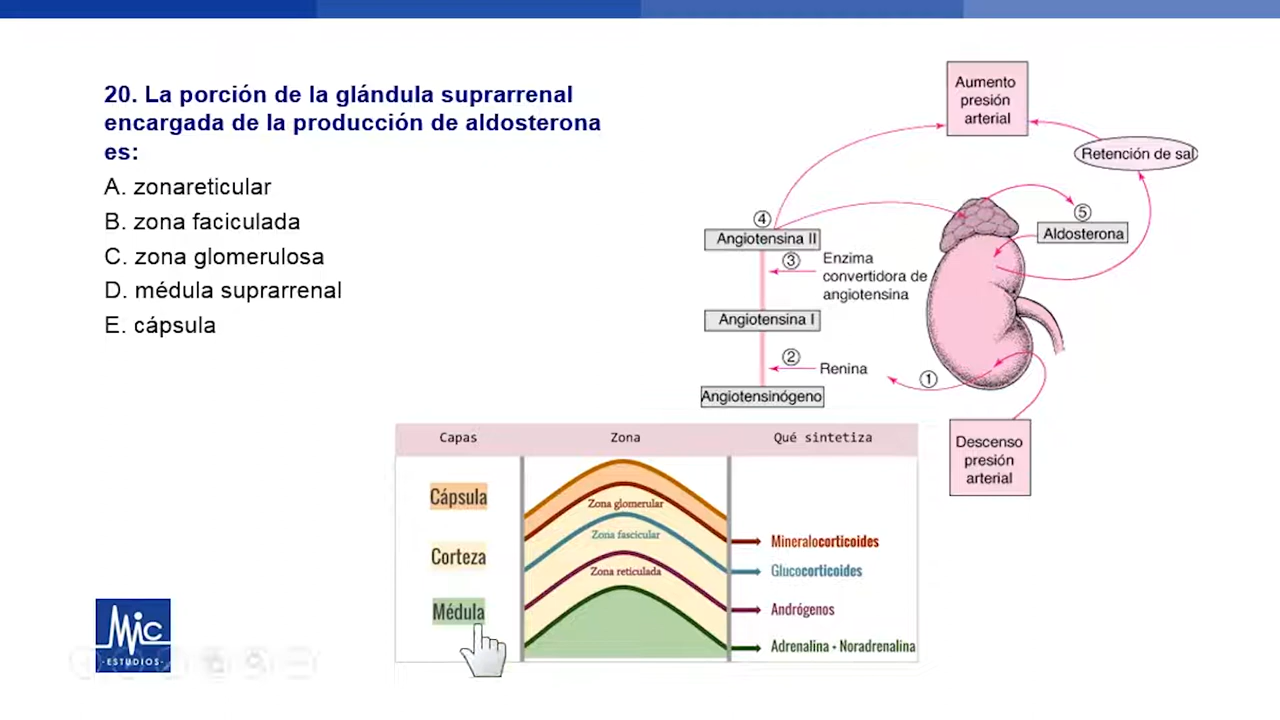 20. La porción de la glándula suprarrenal
encargada de la producción de aldosterona
es:
A. zonareticular
B. zona faciculada
C. zona glomerulosa
D. médula suprarrenal
E. cápsula
Aumento
presión
arterial
Retención de sal
④
Angiotensina II
⑤
Aldosterona
③
Enzima
convertidora de
angiotensina
Angiotensina I
②
Renina
①
Angiotensinógeno
Descenso
presión
arterial
Capas Zona Qué sintetiza
Cápsula
Zona glomerular
Zona fascicular
Mineralocorticoides
Corteza
Zona reticulada
Glucocorticoides
Médula
Andrógenos
Adrenalina + Noradrenalina
Mic
·ESTUDIOS·